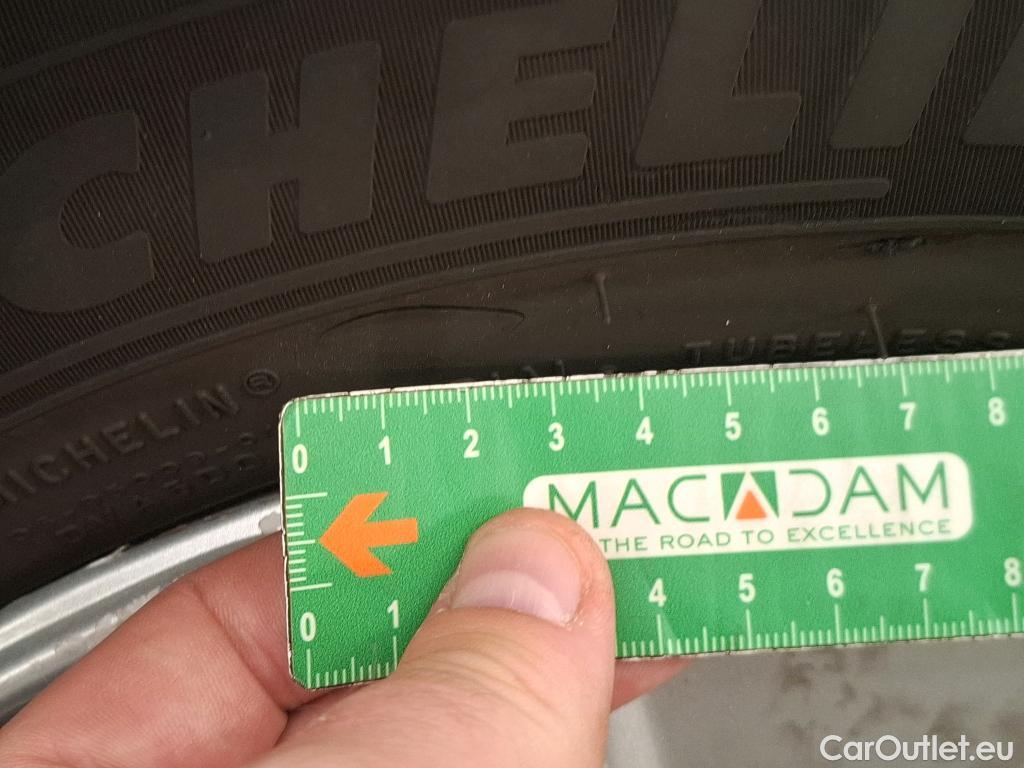 CHELI
TUBELESS
MICHELIN®
0 1 2 3 4 5 6 7 8
MACADAM
THE ROAD TO EXCELLENCE
0 1 4 5 6 7 8
CarOutlet.eu